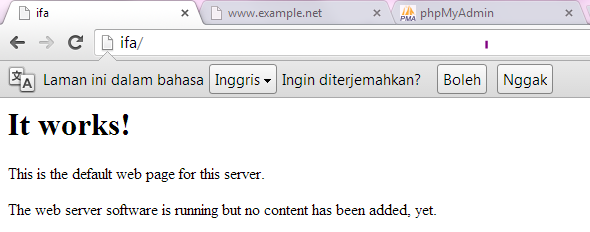 ifa
www.example.net
PMA phpMyAdmin
ifa/
Laman ini dalam bahasa Inggris Ingin diterjemahkan? Boleh Nggak
It works!
This is the default web page for this server.
The web server software is running but no content has been added, yet.